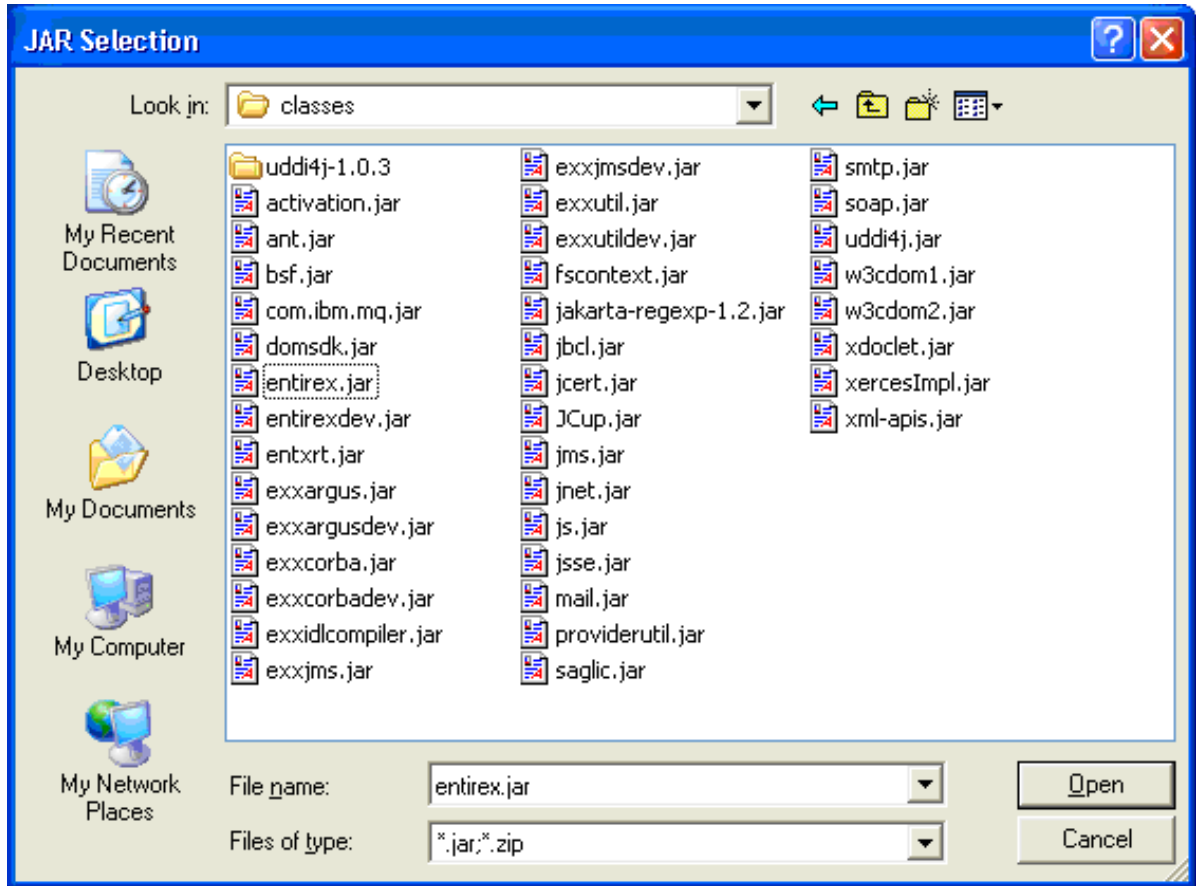 JAR Selection
Look in:
classes
My Recent
Documents
Desktop
My Documents
My Computer
My Network
Places
uddi4j-1.0.3
activation.jar
ant.jar
bsf.jar
com.ibm.mq.jar
domsdk.jar
entirex.jar
entirexdev.jar
entxrt.jar
exxargus.jar
exxargusdev.jar
exxcorba.jar
exxcorbadev.jar
exxidlcompiler.jar
exxjms.jar
exxjmsdev.jar
exxutil.jar
exxutildev.jar
fscontext.jar
jakarta-regexp-1.2.jar
jbcl.jar
jcert.jar
JCup.jar
jms.jar
jnet.jar
js.jar
jsse.jar
mail.jar
providerutil.jar
saglic.jar
smtp.jar
soap.jar
uddi4j.jar
w3cdom1.jar
w3cdom2.jar
xdoclet.jar
xercesImpl.jar
xml-apis.jar
File name:
entirex.jar
Open
Files of type:
*.jar;*.zip
Cancel